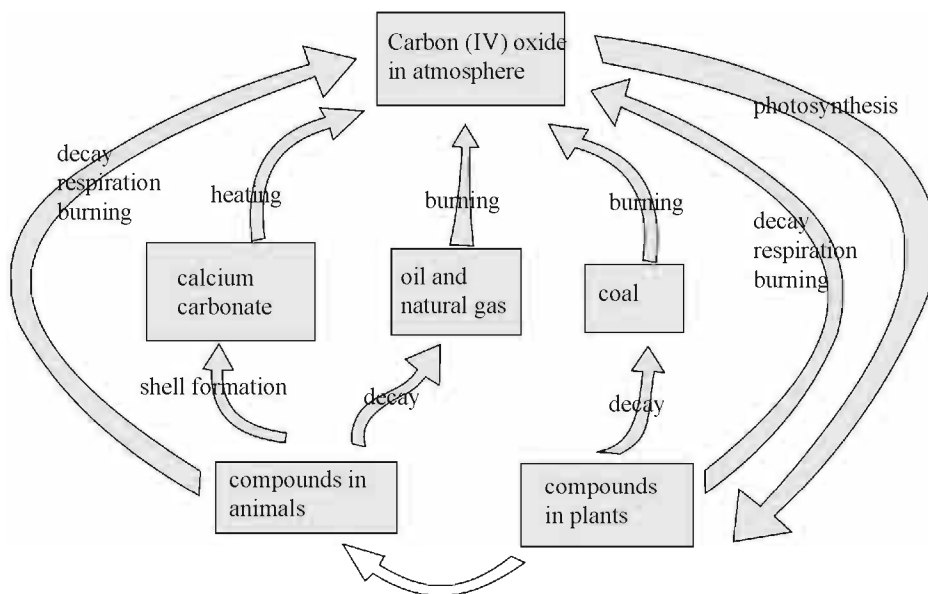 Carbon (IV) oxide
in atmosphere
photosynthesis
decay
respiration
burning
heating
burning
burning
decay
respiration
burning
calcium
carbonate
oil and
natural gas
coal
shell formation
decay
decay
compounds in
animals
compounds
in plants